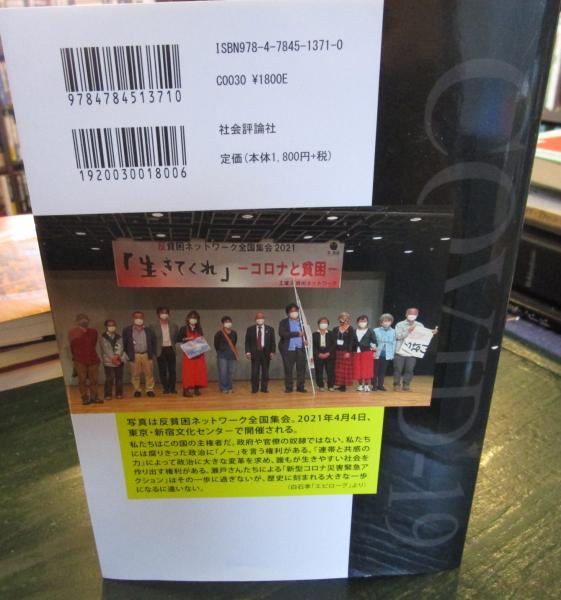 ISBN978-4-7845-1371-0
C0030 ¥1800E
9784784513710
社会評論社
定価(本体1,800円+税)
1920030018006
反貧困ネットワーク全国集会2021
「生きてくれ」－コロナと貧困－
主催 反貧困ネットワーク
写真は反貧困ネットワーク全国集会。2021年4月4日、
東京・新宿文化センターで開催される。
私たちはこの国の主権者だ。政府や官僚の奴隷ではない。私たち
には腐りきった政治に「ノー」を言う権利がある。「連帯と共感の
力」によって政治に大きな変革を求め、誰もが生きやすい社会を
作り出す権利がある。瀬戸さんたちによる「新型コロナ災害緊急ア
クション」はその一歩に過ぎないが、歴史に刻まれる大きな一歩
になるに違いない。
(白石孝「エピローグ」より)
COVID-19